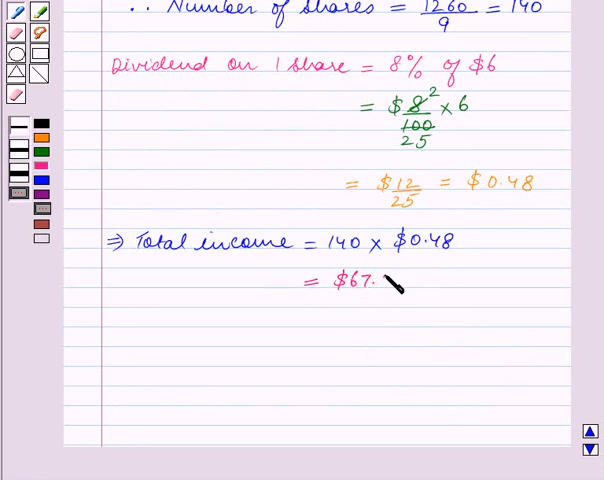 ∴ Number of shares = 1260/9 = 140
Dividend on 1 share = 8% of $6
= $ 8 2/100 25 × 6
= $ 12/25 = $0.48
⇒ Total income = 140 × $0.48
= $67.